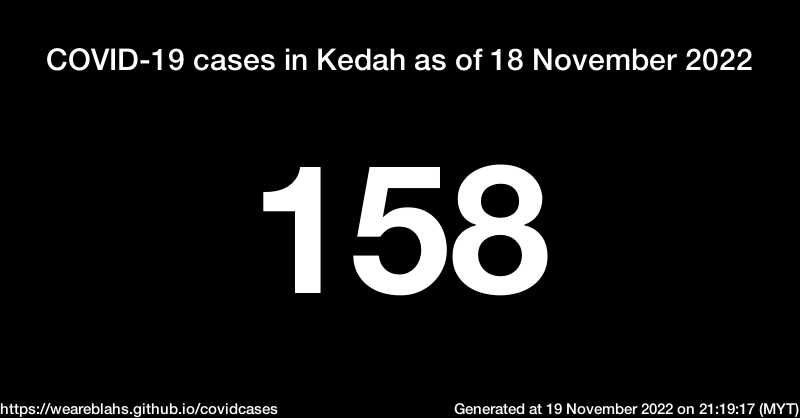 COVID-19 cases in Kedah as of 18 November 2022
158
https://weareblahs.github.io/covidcases
Generated at 19 November 2022 on 21:19:17 (MYT)